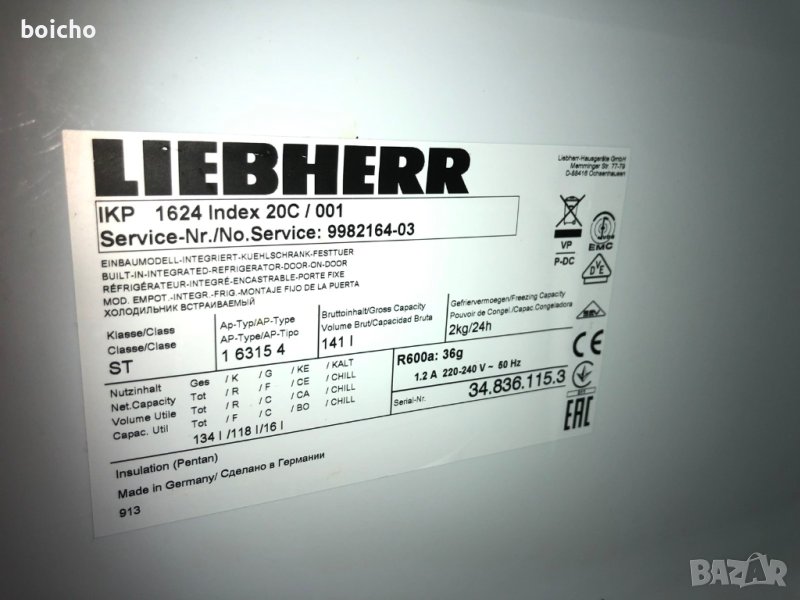 boicho
LIEBHERR
Liebherr-Hausgeräte GmbH
Memminger Str. 77-79
D-88416 Ochsenhausen
IKP 1624 Index 20C / 001
Service-Nr./No.Service: 9982164-03
EINBAUMODELL-INTEGRIERT-KUEHLSCHRANK-FESTTUER
BUILT-IN-INTEGRATED-REFRIGERATOR-DOOR-ON-DOOR
RÉFRIGÉRATEUR-INTEGRÉ-ENCASTRABLE-PORTE FIXE
MOD. EMPOT.-INTEGR.-FRIG.-MONTAJE FIJO DE LA PUERTA
ХОЛОДИЛЬНИК ВСТРАИВАЕМЫЙ
VP
P-DC
EMC
DVE
SEV
Klasse/Class
Classe/Clase
ST
Ap-Typ/AP-Type
AP-Type/AP-Tipo
1 6315 4
Bruttoinhalt/Gross Capacity
Volume Brut/Capacidad Bruta
141 l
Gefriervermoegen/Freezing Capacity
Pouvoir de Congel./Cap.Congeladora
2kg/24h
Nutzinhalt Ges / K / G / KE / KALT
Net.Capacity Tot / R / F / CE / CHILL
Volume Utile Tot / R / C / CA / CHILL
Capac. Util Tot / F / C / BO / CHILL
134 l /118 l/16 l
R600a: 36g
1.2 A 220-240 V ~ 50 Hz
Serial-Nr. 34.836.115.3
CE
EAC
Insulation (Pentan)
Made in Germany/ Сделано в Германии
913
BAZAR